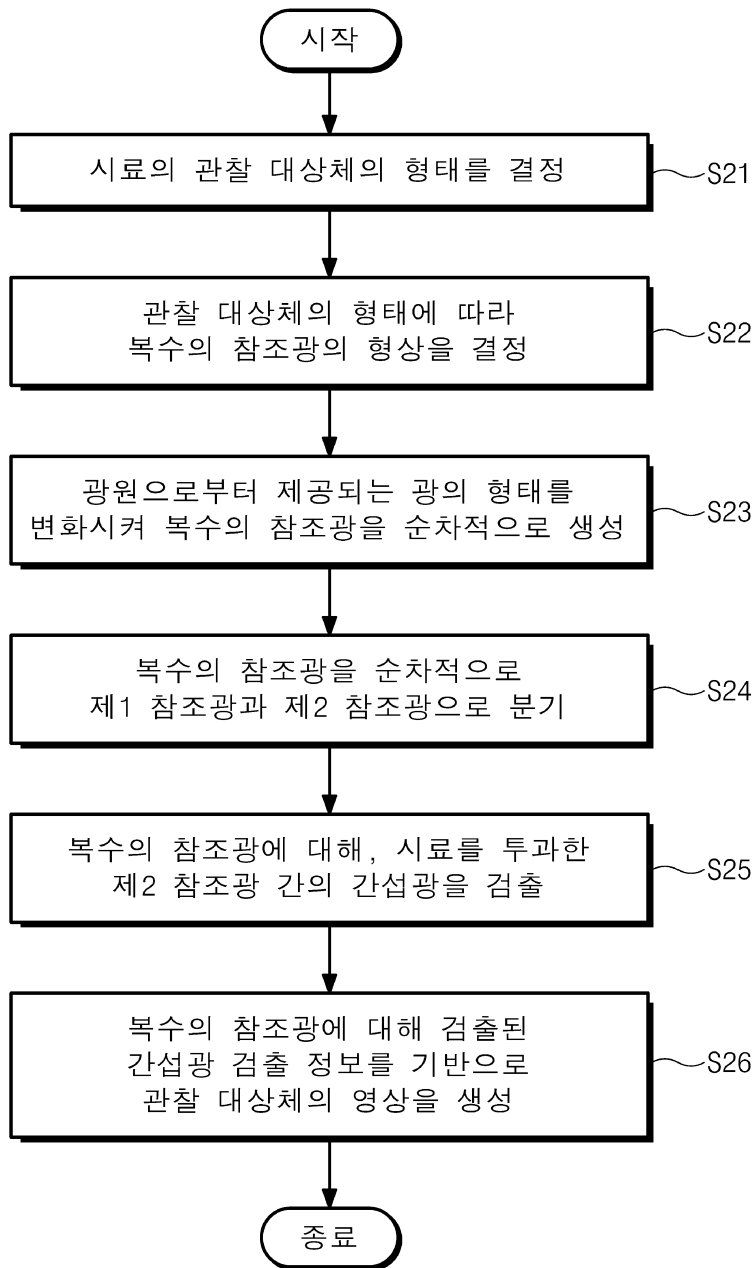 시작
시료의 관찰 대상체의 형태를 결정
S21
관찰 대상체의 형태에 따라
복수의 참조광의 형상을 결정
S22
광원으로부터 제공되는 광의 형태를
변화시켜 복수의 참조광을 순차적으로 생성
S23
복수의 참조광을 순차적으로
제1 참조광과 제2 참조광으로 분기
S24
복수의 참조광에 대해, 시료를 투과한
제2 참조광 간의 간섭광을 검출
S25
복수의 참조광에 대해 검출된
간섭광 검출 정보를 기반으로
관찰 대상체의 영상을 생성
S26
종료